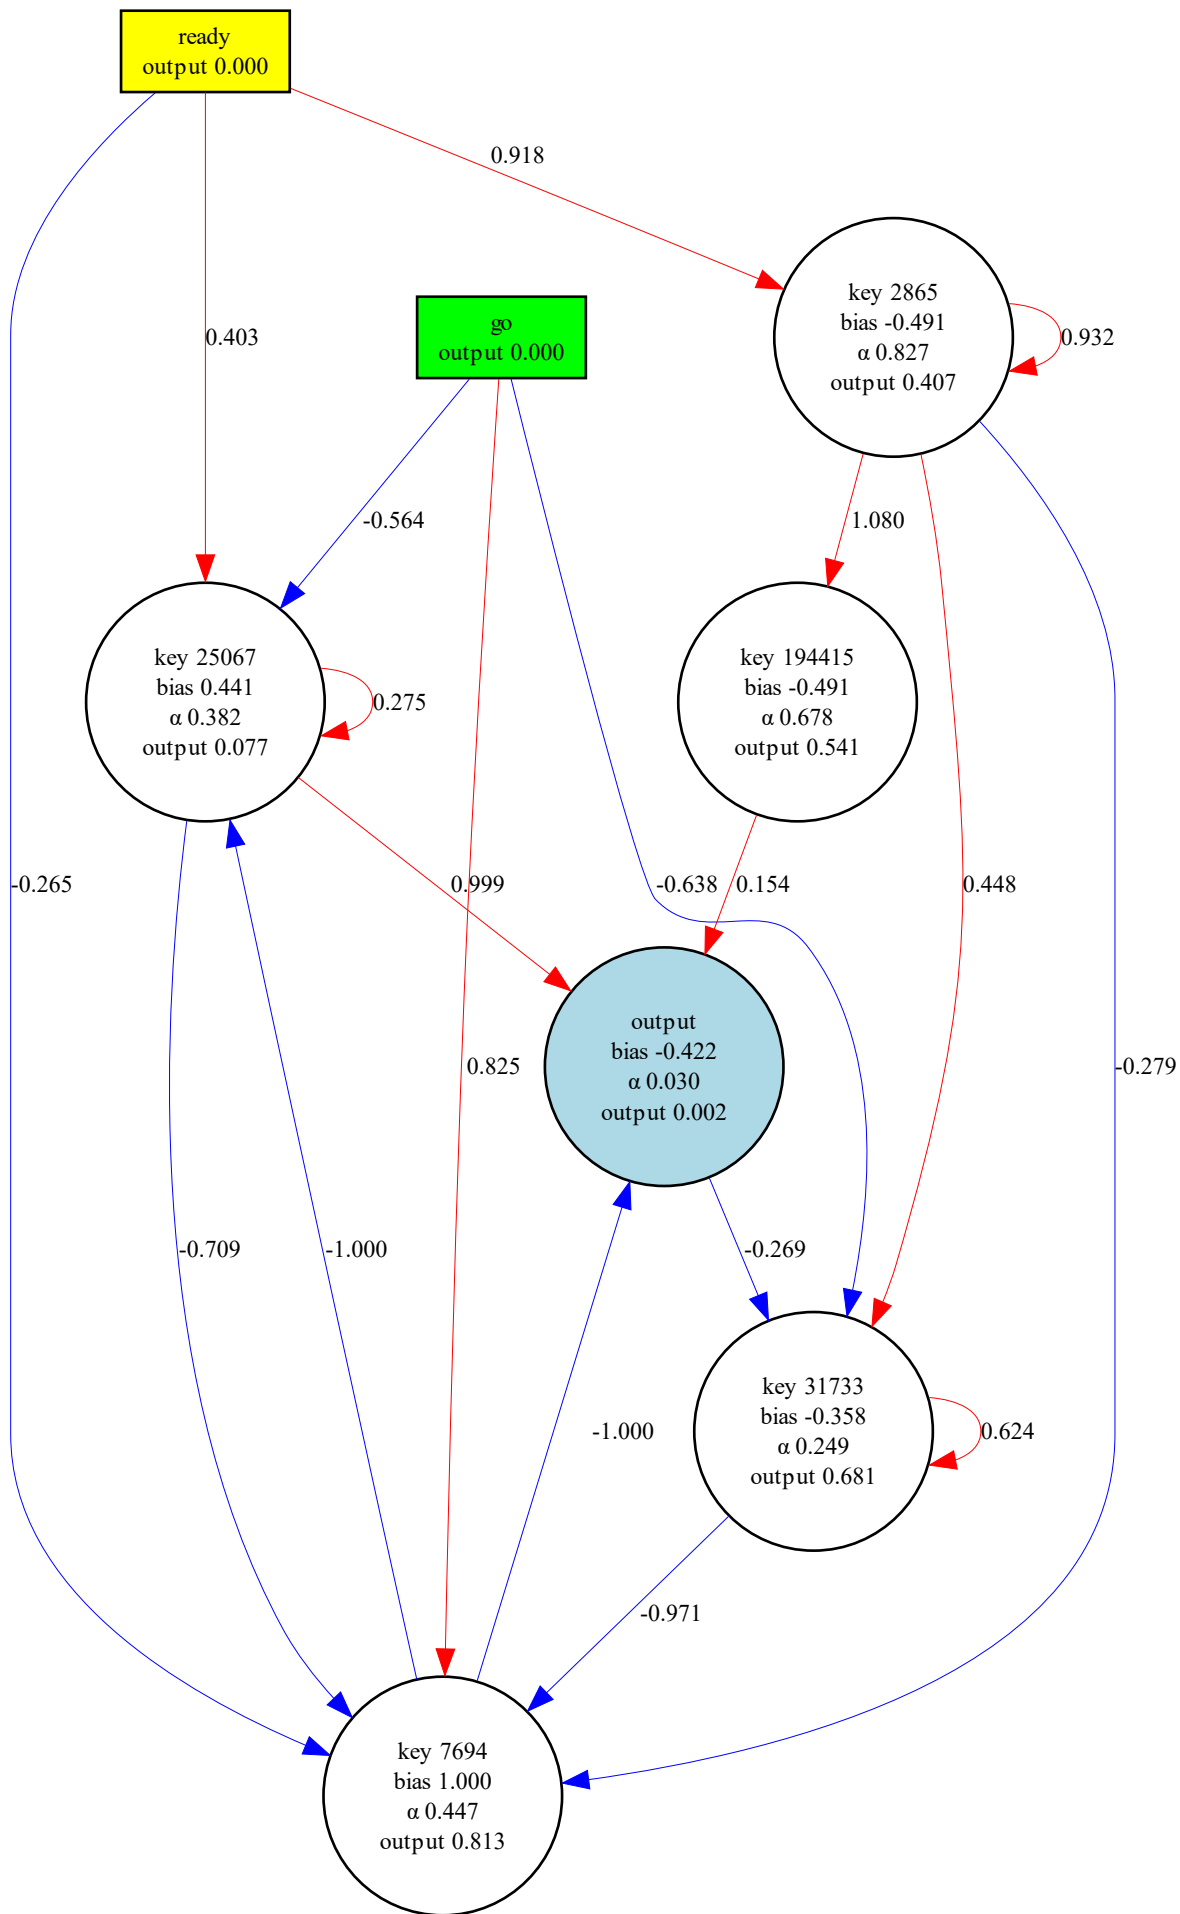 ready
output 0.000
0.918
key 2865
bias -0.491
α 0.827
output 0.407
0.932
go
output 0.000
0.403
-0.564
1.080
key 25067
bias 0.441
α 0.382
output 0.077
0.275
key 194415
bias -0.491
α 0.678
output 0.541
-0.265
0.999
-0.638
0.154
0.448
output
bias -0.422
α 0.030
output 0.002
0.825
-0.279
-0.709
-1.000
-0.269
key 31733
bias -0.358
α 0.249
output 0.681
-1.000
0.624
-0.971
key 7694
bias 1.000
α 0.447
output 0.813